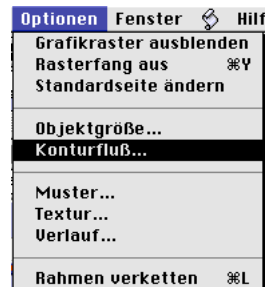 Optionen Fenster Hilf
Grafikraster ausblenden
Rasterfang aus ⌘Y
Standardseite ändern
Objektgröße...
Konturfluß...
Muster...
Textur...
Verlauf...
Rahmen verketten ⌘L